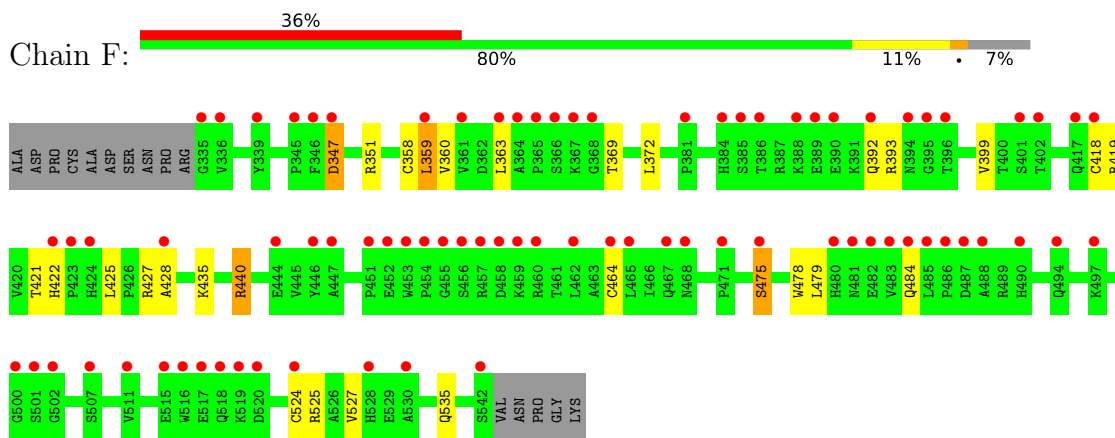 36%
Chain F:
80% 11% • 7%
ALA ASP PRO CYS ALA ASP SER ASN PRO ARG G335 V336 Y339 P345 F346 D347 R351 C358 L359 V360 V361 D362 L363 A364 P365 S366 K367 G368 T369 L372 P381 H384 S385 T386 R387 K388 E389 E390 K391 Q392 R393 N394 G395 T396 V399 T400 S401 T402 Q417 C418 R419
V420 T421 H422 P423 H424 L425 P426 R427 A428 K435 R440 E444 V445 Y446 A447 P451 E452 W453 P454 G455 S456 R457 D458 K459 R460 T461 L462 A463 C464 L465 I466 Q467 N468 P471 S475 W478 L479 H480 N481 E482 V483 Q484 L485 P486 D487 A488 R489 H490 Q494 K497
G500 S501 G502 S507 V511 E515 W516 E517 Q518 K519 D520 C524 R525 A526 V527 H528 E529 A530 Q535 S542 VAL ASN PRO GLY LYS